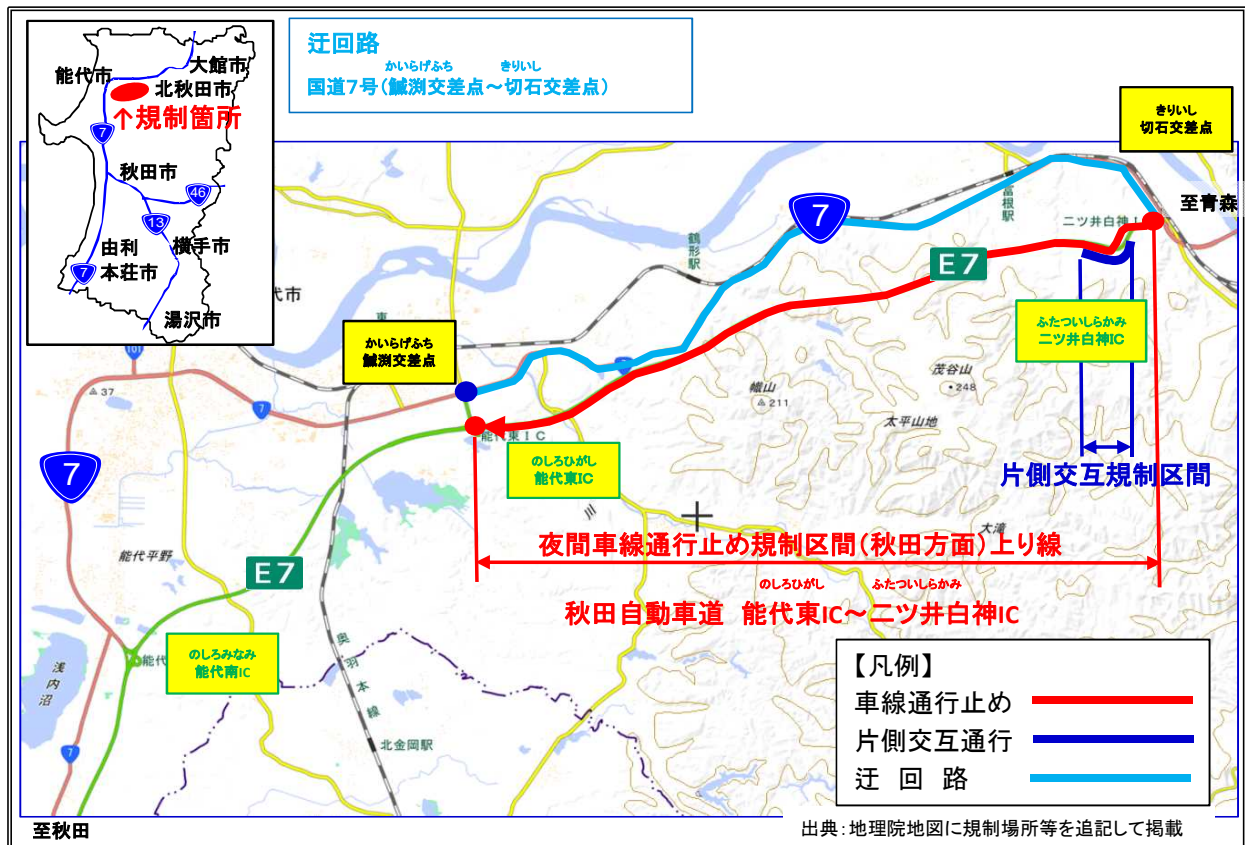 能代市
大館市
北秋田市
↑規制箇所
7
秋田市
46
13
由利
本荘市
横手市
7
湯沢市
迂回路
かいらげふち
きりいし
国道7号(鰄渕交差点～切石交差点)
きりいし
切石交差点
至青森
7
富根駅
二ツ井白神I
鶴形駅
E7
代市
東
かいらげふち
鰄渕交差点
ふたついしらかみ
二ツ井白神IC
101
37
7
7
茂谷山
・248
幟山
211
太平山地
能代東IC
のしろひがし
能代東IC
片側交互規制区間
7
川
大滝
能代平野
夜間車線通行止め規制区間(秋田方面)上り線
E7
のしろひがし
ふたついしらかみ
秋田自動車道 能代東IC～二ツ井白神IC
のしろみなみ
能代南IC
能代
浅内沼
奥羽本線
7
北金岡駅
【凡例】
車線通行止め
片側交互通行
迂 回 路
至秋田
出典：地理院地図に規制場所等を追記して掲載